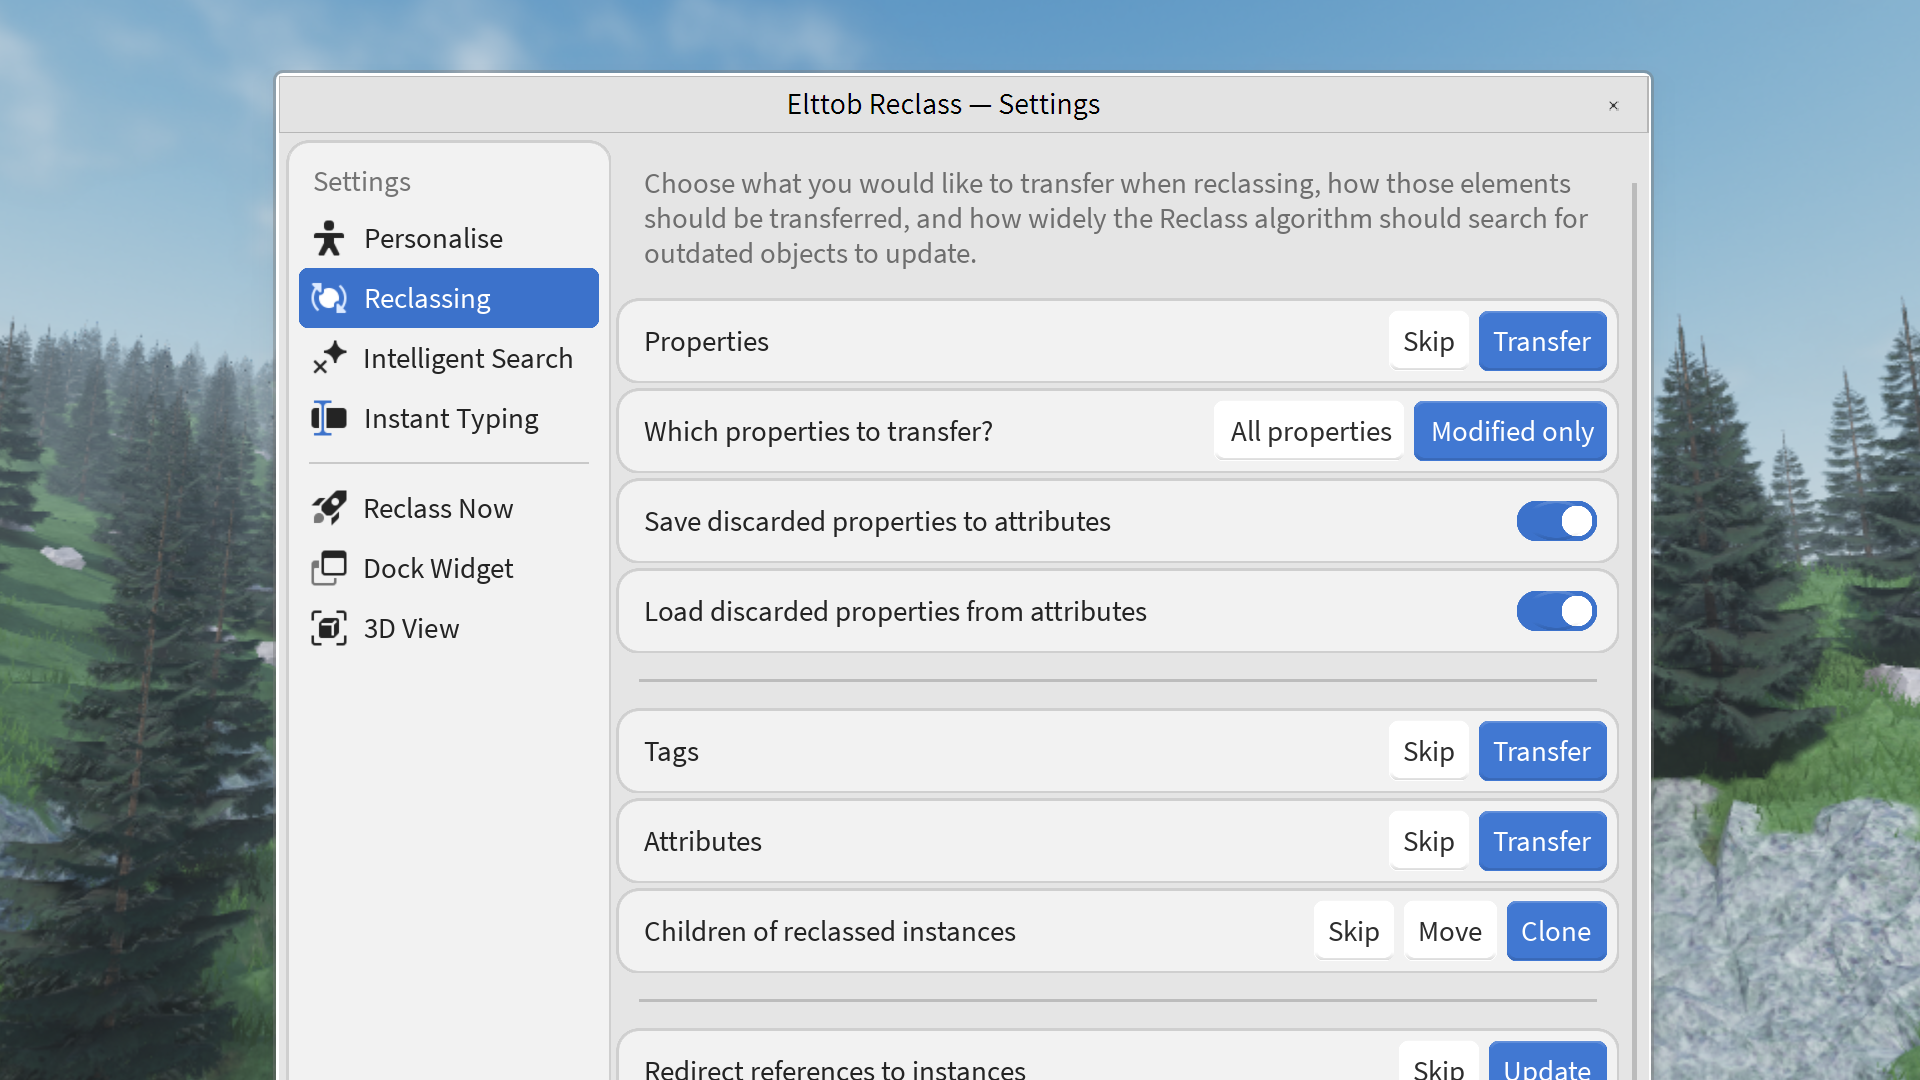 Elttob Reclass — Settings
Settings
Personalise
Reclassing
Intelligent Search
Instant Typing
Reclass Now
Dock Widget
3D View
Choose what you would like to transfer when reclassing, how those elements
should be transferred, and how widely the Reclass algorithm should search for
outdated objects to update.
Properties Skip Transfer
Which properties to transfer? All properties Modified only
Save discarded properties to attributes
Load discarded properties from attributes
Tags Skip Transfer
Attributes Skip Transfer
Children of reclassed instances Skip Move Clone
Redirect references to instances Skip Update